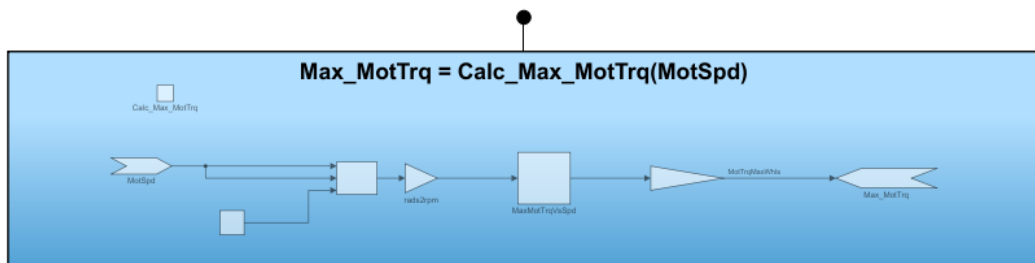 Max_MotTrq = Calc_Max_MotTrq(MotSpd)
Calc_Max_MotTrq
MotSpd
rads2rpm
MaxMotTrqVsSpd
MotTrqMaxWhls
Max_MotTrq